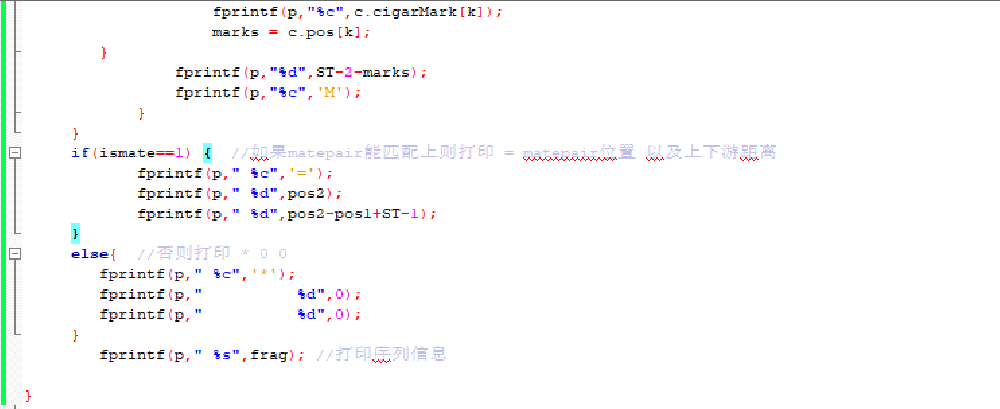 fprintf(p,"%c",c.cigarMark[k]);
marks = c.pos[k];
}
fprintf(p,"%d",ST-2-marks);
fprintf(p,"%c",'M');
}
}
if(ismate==1) {  //如果matepair能匹配上则打印 = matepair位置 以及上下游距离
fprintf(p," %c",'=');
fprintf(p," %d",pos2);
fprintf(p," %d",pos2-pos1+ST-1);
}
else{  //否则打印 * 0 0
fprintf(p," %c",'*');
fprintf(p,"          %d",0);
fprintf(p,"          %d",0);
}
fprintf(p," %s",frag); //打印序列信息
}